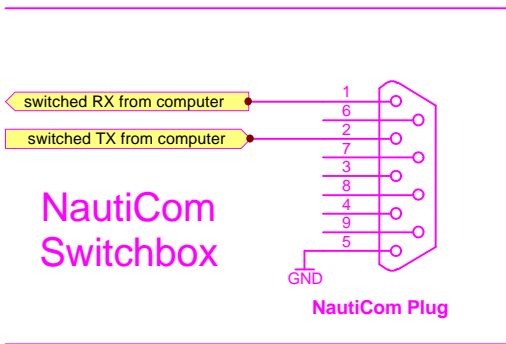 switched RX from computer
1
6
switched TX from computer
2
7
3
8
4
9
5
NautiCom
Switchbox
GND
NautiCom Plug